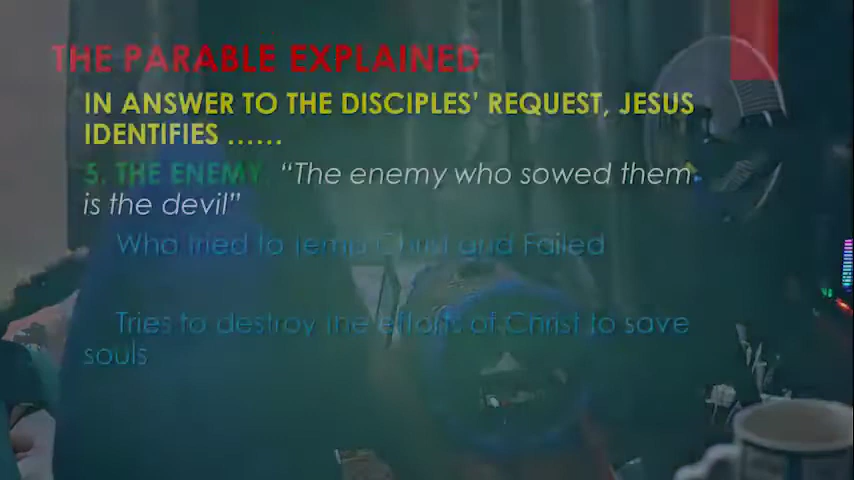 THE PARABLE EXPLAINED
IN ANSWER TO THE DISCIPLES’ REQUEST, JESUS
IDENTIFIES ......
5. THE ENEMY “The enemy who sowed them
is the devil”
Who tried to Temp Christ and Failed
Tries to destroy the efforts of Christ to save
souls